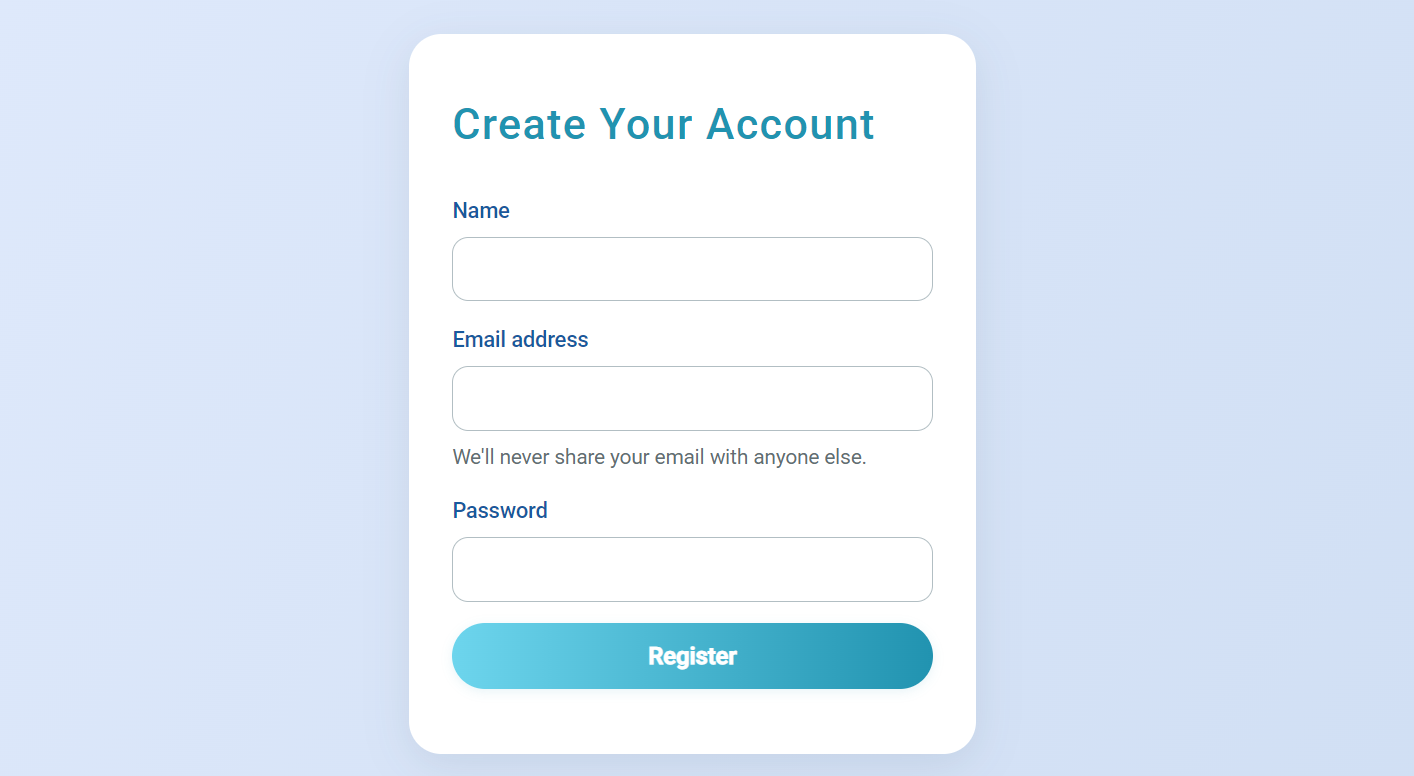 Create Your Account
Name
Email address
We'll never share your email with anyone else.
Password
Register